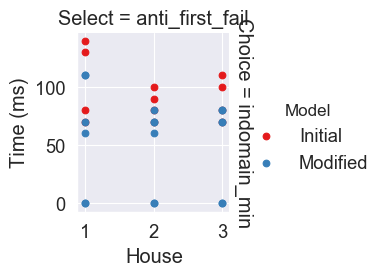 Select = anti_first_fail
Time (ms)
100
50
0
1 2 3
House
Choice = indomain_min
Model
Initial
Modified